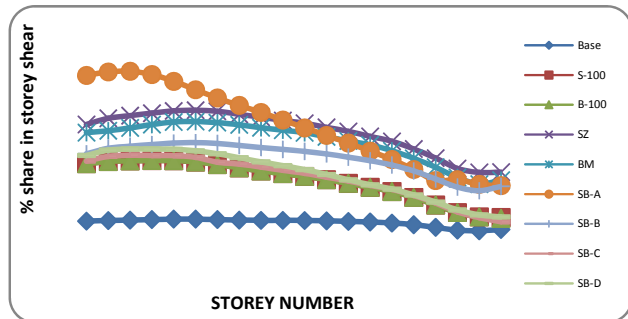 % share in storey shear
STOREY NUMBER
Base
S-100
B-100
SZ
BM
SB-A
SB-B
SB-C
SB-D